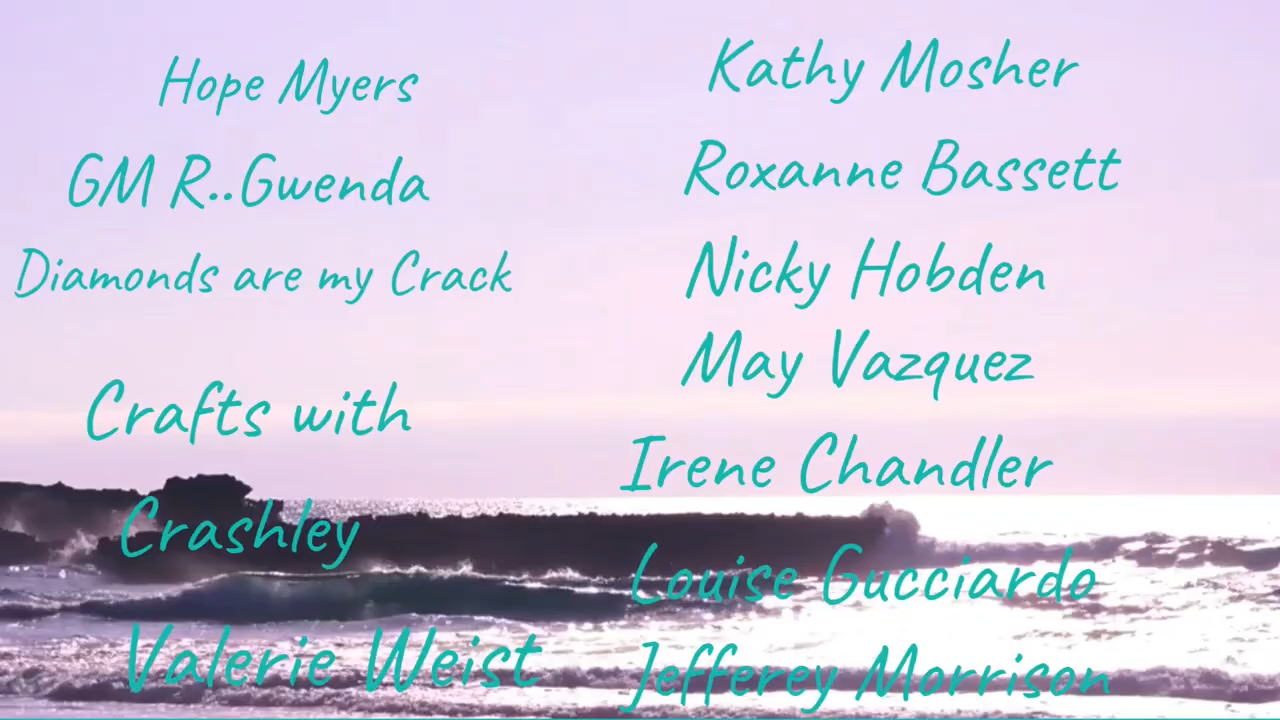 Hope Myers
GM R..Gwenda
Diamonds are my Crack
Crafts with
Crashley
Valerie Weist
Kathy Mosher
Roxanne Bassett
Nicky Hobden
May Vazquez
Irene Chandler
Louise Gucciardo
Jefferey Morrison